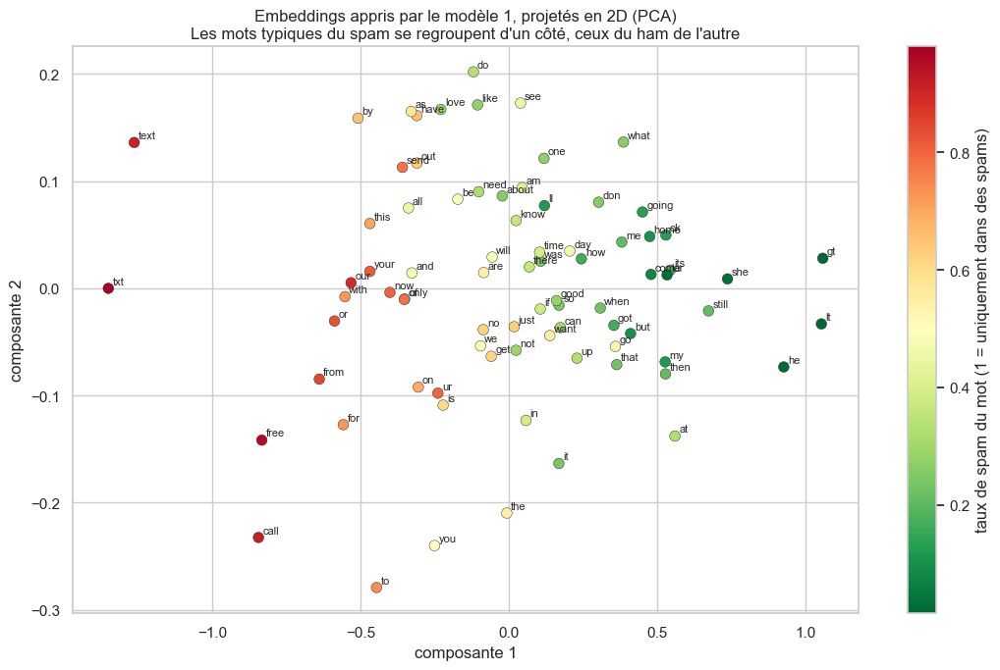 Embeddings appris par le modèle 1, projetés en 2D (PCA)
Les mots typiques du spam se regroupent d'un côté, ceux du ham de l'autre
composante 2
0.2
0.1
0.0
−0.1
−0.2
−0.3
do
as
have
love
like
see
by
text
what
one
out
send
need
about
am
be
all
ll
don
going
know
this
me
home
ok
will
time
was
there
day
how
your
and
are
gt
she
its
our
txt
with
now
only
good
so
if
when
still
or
no
just
can
got
but
lt
want
we
not
get
go
up
that
my
then
he
from
on
ur
is
for
in
at
free
it
the
call
you
to
−1.0
−0.5
0.0
0.5
1.0
composante 1
0.8
0.6
0.4
0.2
taux de spam du mot (1 = uniquement dans des spams)